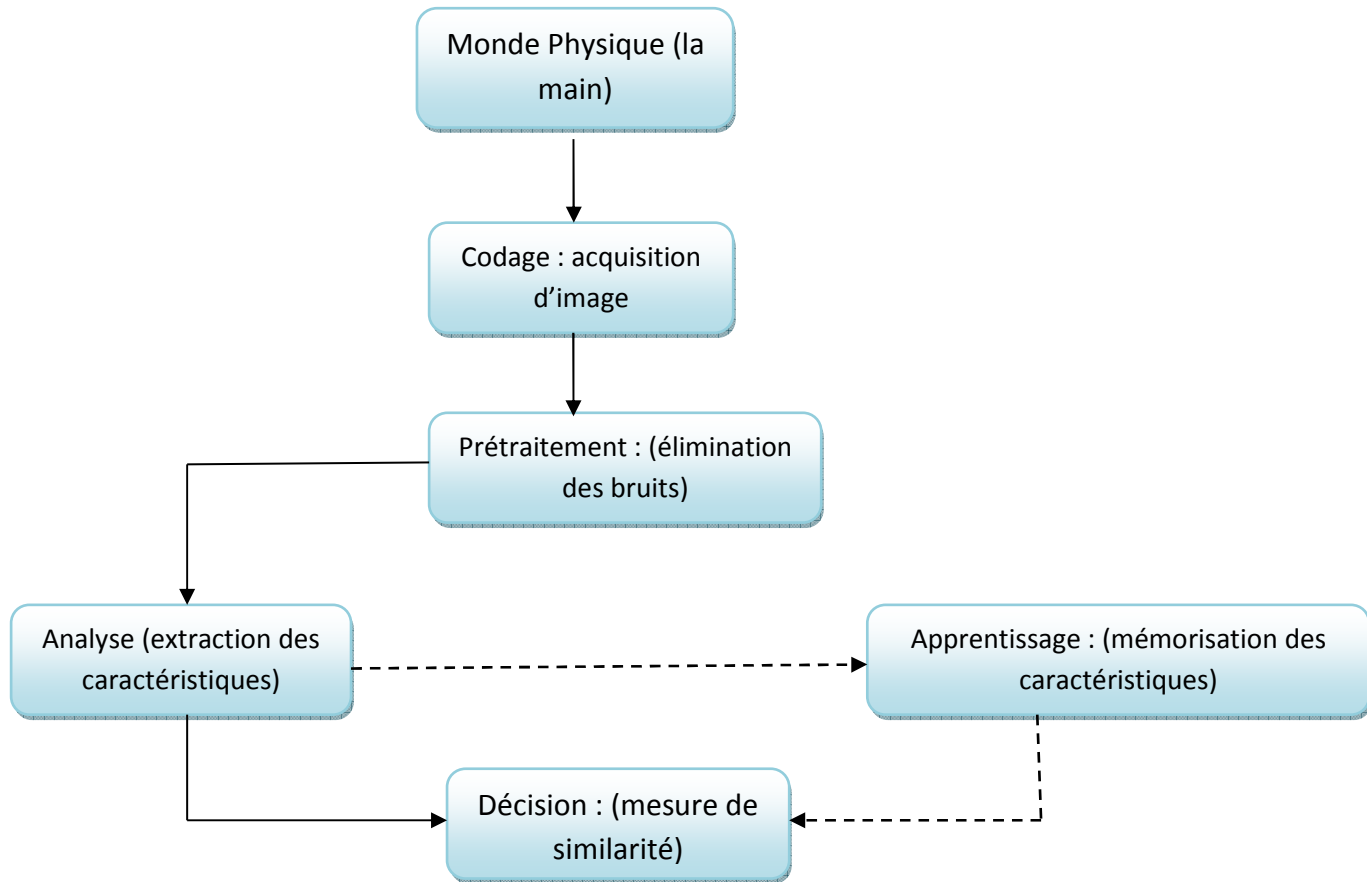 Monde Physique (la
main)
Codage : acquisition
d’image
Prétraitement : (élimination
des bruits)
Analyse (extraction des
caractéristiques)
Apprentissage : (mémorisation des
caractéristiques)
Décision : (mesure de
similarité)